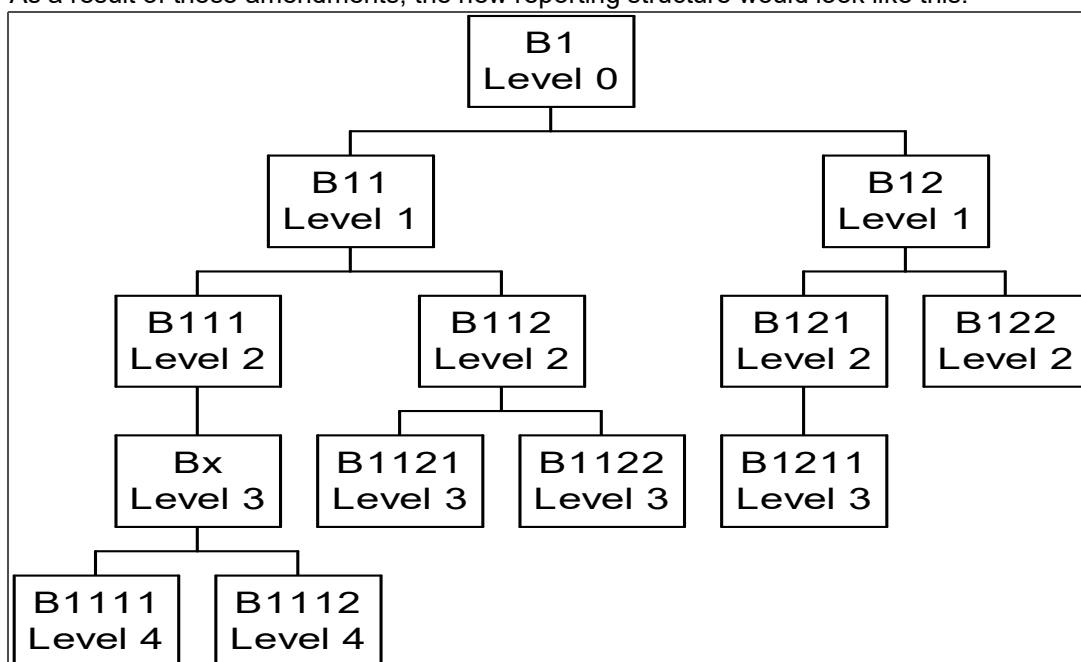 As a result of these amendments, the new reporting structure would look like this:
B1
Level 0
B11
Level 1
B12
Level 1
B111
Level 2
B112
Level 2
B121
Level 2
B122
Level 2
Bx
Level 3
B1121
Level 3
B1122
Level 3
B1211
Level 3
B1111
Level 4
B1112
Level 4